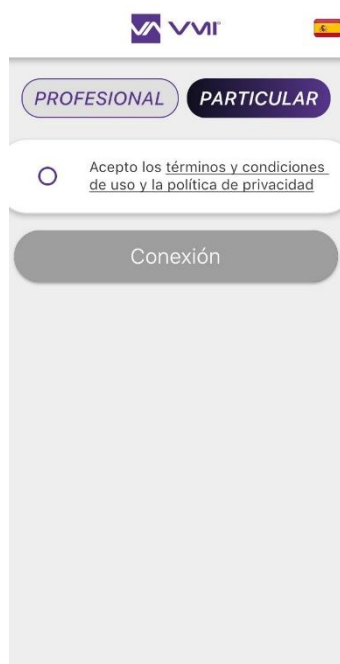 VMI
PROFESIONAL
PARTICULAR
Acepto los términos y condiciones
de uso y la política de privacidad
Conexión